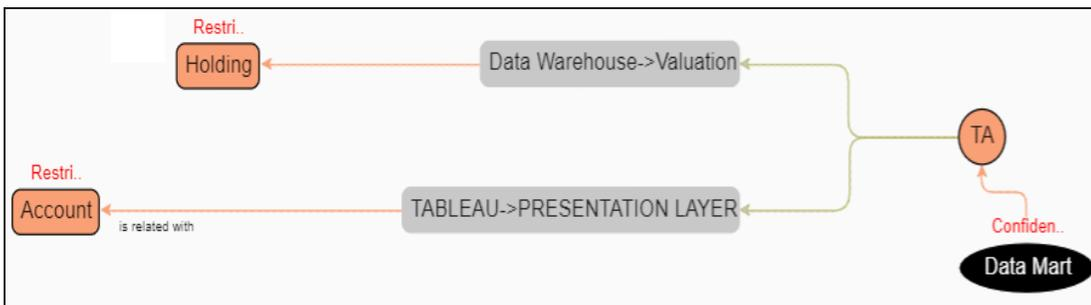 Restri..
Holding
Data Warehouse->Valuation
TA
Restri..
Account
is related with
TABLEAU->PRESENTATION LAYER
Confiden..
Data Mart